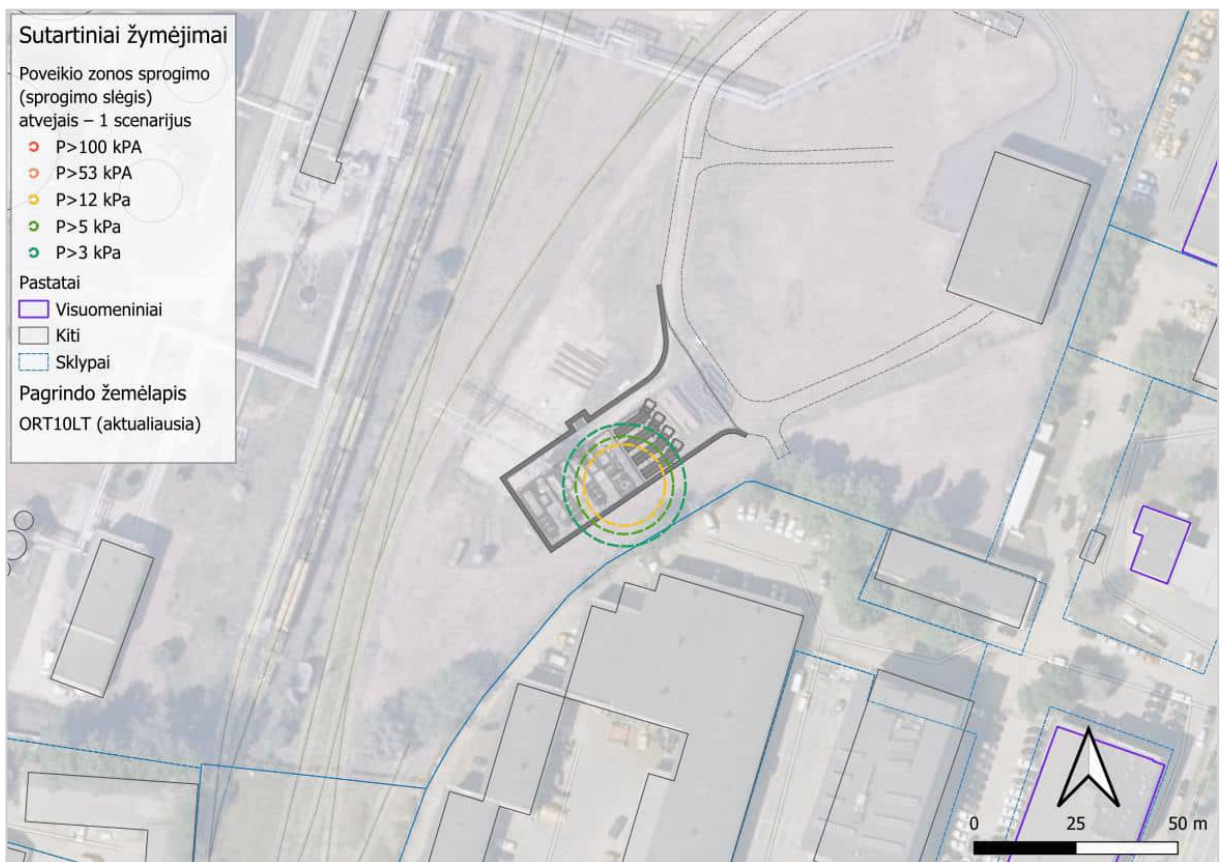 Sutartiniai žymėjimai
Poveikio zonos sprogimo
(sprogimo slėgis)
atvejais – 1 scenarijus
P>100 kPA
P>53 kPA
P>12 kPa
P>5 kPa
P>3 kPa
Pastatai
Visuomeniniai
Kiti
Sklypai
Pagrindo žemėlapis
ORT10LT (aktualiausia)
0 25 50 m